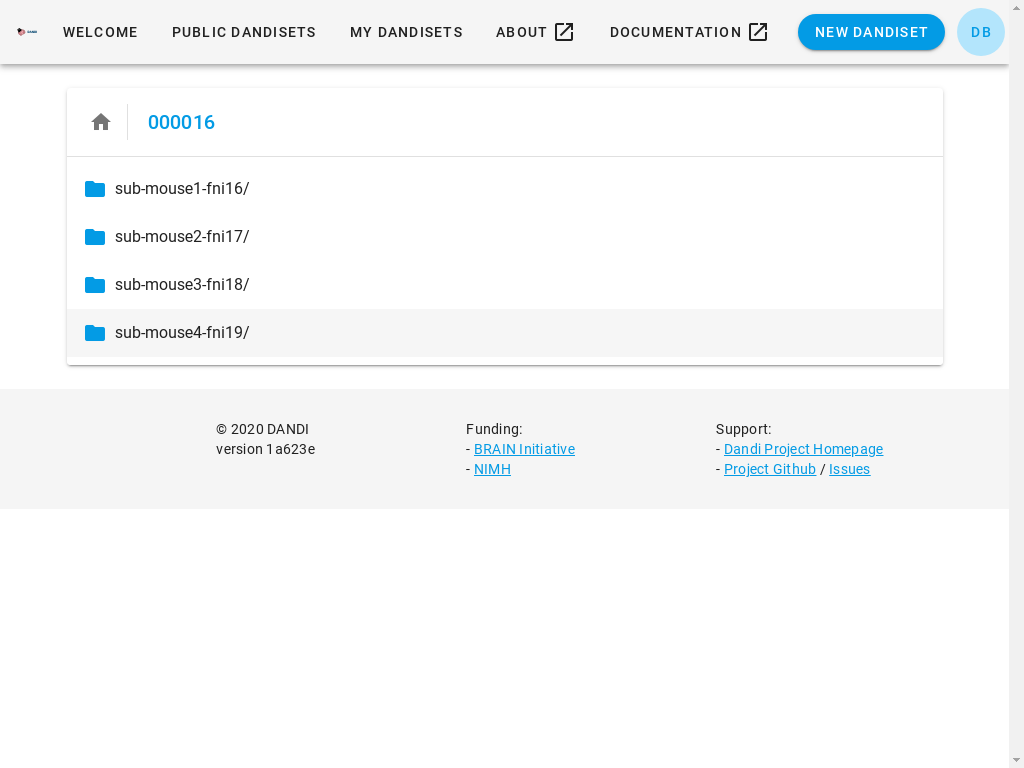 DANDI
WELCOME
PUBLIC DANDISETS
MY DANDISETS
ABOUT
DOCUMENTATION
NEW DANDISET
DB
000016
sub-mouse1-fni16/
sub-mouse2-fni17/
sub-mouse3-fni18/
sub-mouse4-fni19/
© 2020 DANDI
version 1a623e
Funding:
- BRAIN Initiative
- NIMH
Support:
- Dandi Project Homepage
- Project Github / Issues